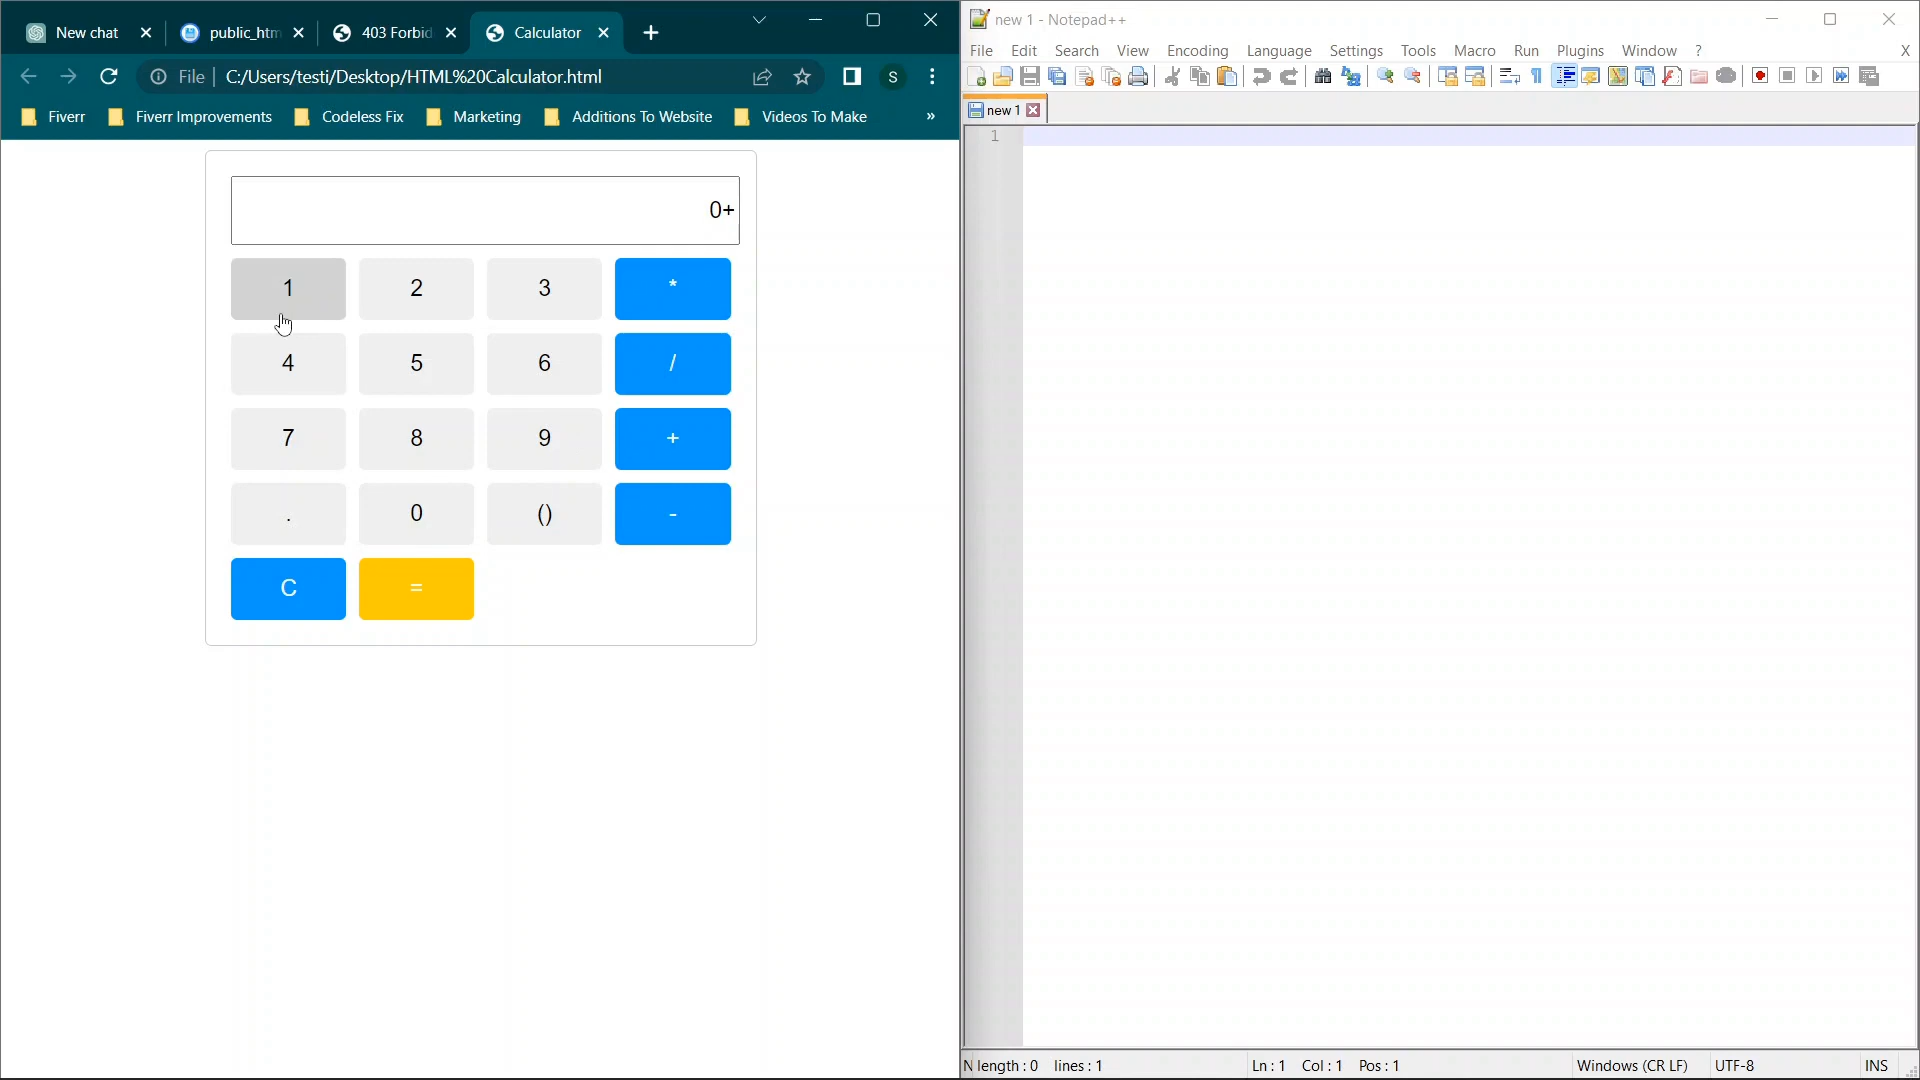 New chat
public_htm
403 Forbid
Calculator
File
C:/Users/testi/Desktop/HTML%20Calculator.html
S
Fiverr
Fiverr Improvements
Codeless Fix
Marketing
Additions To Website
Videos To Make
»
0+
1 2 3 *
4 5 6 /
7 8 9 +
. 0 () -
C =
new 1 - Notepad++
File Edit Search View Encoding Language Settings Tools Macro Run Plugins Window ? X
new 1
1
N length : 0 lines : 1 Ln : 1 Col : 1 Pos : 1 Windows (CR LF) UTF-8 INS